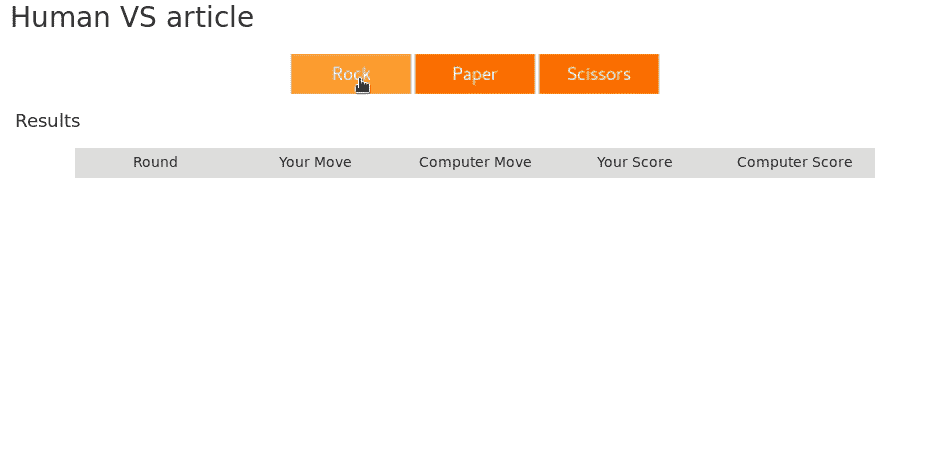 Human VS article
Rock Paper Scissors
Results
Round Your Move Computer Move Your Score Computer Score